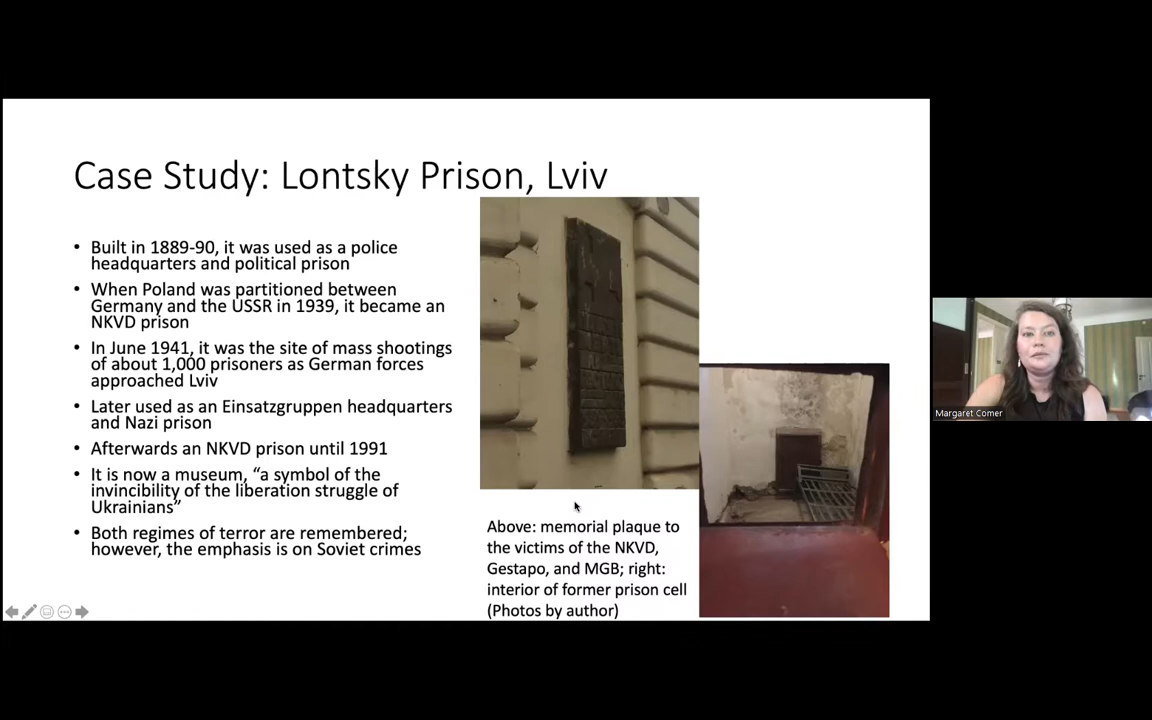 Case Study: Lontsky Prison, Lviv
• Built in 1889-90, it was used as a police
headquarters and political prison
• When Poland was partitioned between
Germany and the USSR in 1939, it became an
NKVD prison
• In June 1941, it was the site of mass shootings
of about 1,000 prisoners as German forces
approached Lviv
• Later used as an Einsatzgruppen headquarters
and Nazi prison
• Afterwards an NKVD prison until 1991
• It is now a museum, “a symbol of the
invincibility of the liberation struggle of
Ukrainians”
• Both regimes of terror are remembered;
however, the emphasis is on Soviet crimes
Above: memorial plaque to
the victims of the NKVD,
Gestapo, and MGB; right:
interior of former prison cell
(Photos by author)
Margaret Comer